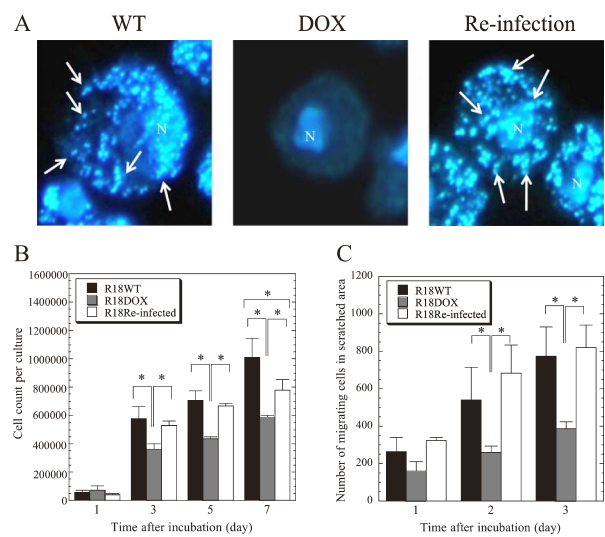 A
WT
DOX
Re-infection
N
N
N
N
B
1600000
1400000
1200000
1000000
800000
600000
400000
200000
0
Cell count per culture
R18WT
R18DOX
R18Re-infected
* *
* *
*
* *
1 3 5 7
Time after incubation (day)
C
1200
1000
800
600
400
200
0
Number of migrating cells in scratched area
R18WT
R18DOX
R18Re-infected
* *
* *
1 2 3
Time after incubation (day)